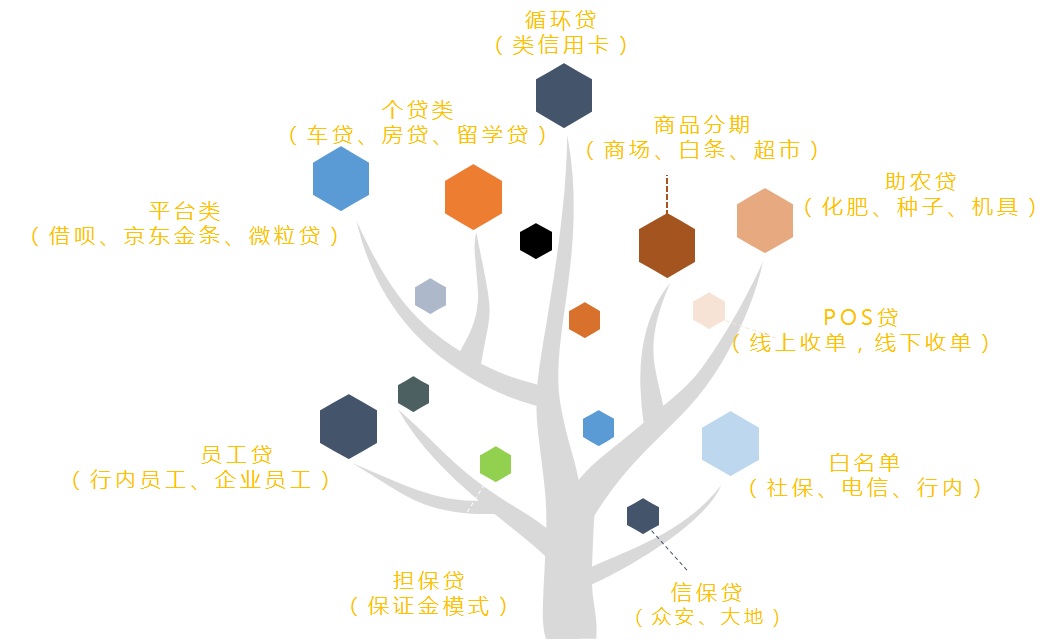 循环贷
（类信用卡）
个贷类
（车贷、房贷、留学贷）
商品分期
（商场、白条、超市）
助农贷
（化肥、种子、机具）
平台类
（借呗、京东金条、微粒贷）
POS贷
（线上收单，线下收单）
员工贷
（行内员工、企业员工）
白名单
（社保、电信、行内）
担保贷
（保证金模式）
信保贷
（众安、大地）